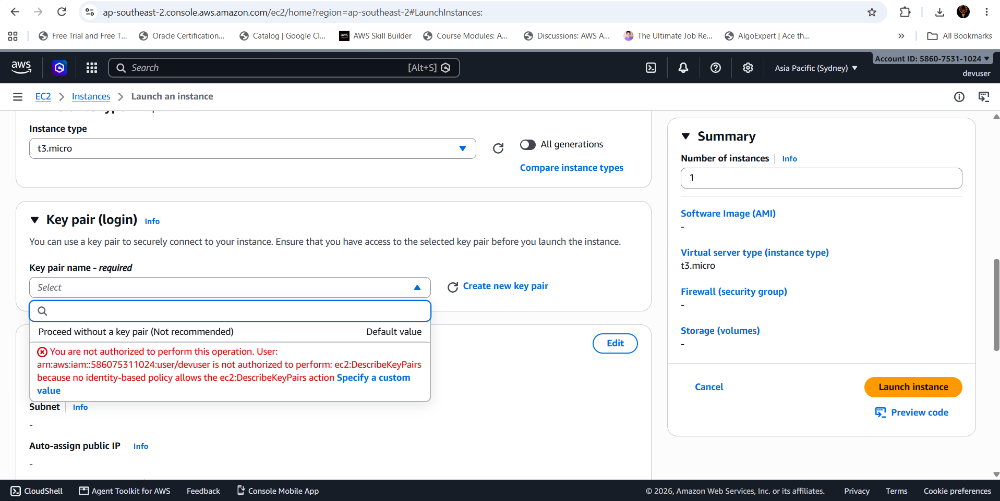 ap-southeast-2.console.aws.amazon.com/ec2/home?region=ap-southeast-2#LaunchInstances:
Free Trial and Free T...
Oracle Certification...
Catalog | Google Cl...
aws
AWS Skill Builder
Course Modules: A...
Discussions: AWS A...
The Ultimate Job Re...
AlgoExpert | Ace th...
»
All Bookmarks
aws
Search
[Alt+S]
Asia Pacific (Sydney)
Account ID: 5860-7531-1024
devuser
EC2
Instances
Launch an instance
Instance type
t3.micro
All generations
Compare instance types
Key pair (login)
Info
You can use a key pair to securely connect to your instance. Ensure that you have access to the selected key pair before you launch the instance.
Key pair name - required
Select
Create new key pair
Proceed without a key pair (Not recommended)
Default value
You are not authorized to perform this operation. User:
arn:aws:iam::586075311024:user/devuser is not authorized to perform: ec2:DescribeKeyPairs
because no identity-based policy allows the ec2:DescribeKeyPairs action Specify a custom
value
Edit
Subnet
Info
-
Auto-assign public IP
Info
-
Summary
Number of instances
Info
1
Software Image (AMI)
-
Virtual server type (instance type)
t3.micro
Firewall (security group)
-
Storage (volumes)
-
Cancel
Launch instance
Preview code
CloudShell
Agent Toolkit for AWS
Feedback
Console Mobile App
© 2026, Amazon Web Services, Inc. or its affiliates.
Privacy
Terms
Cookie preferences